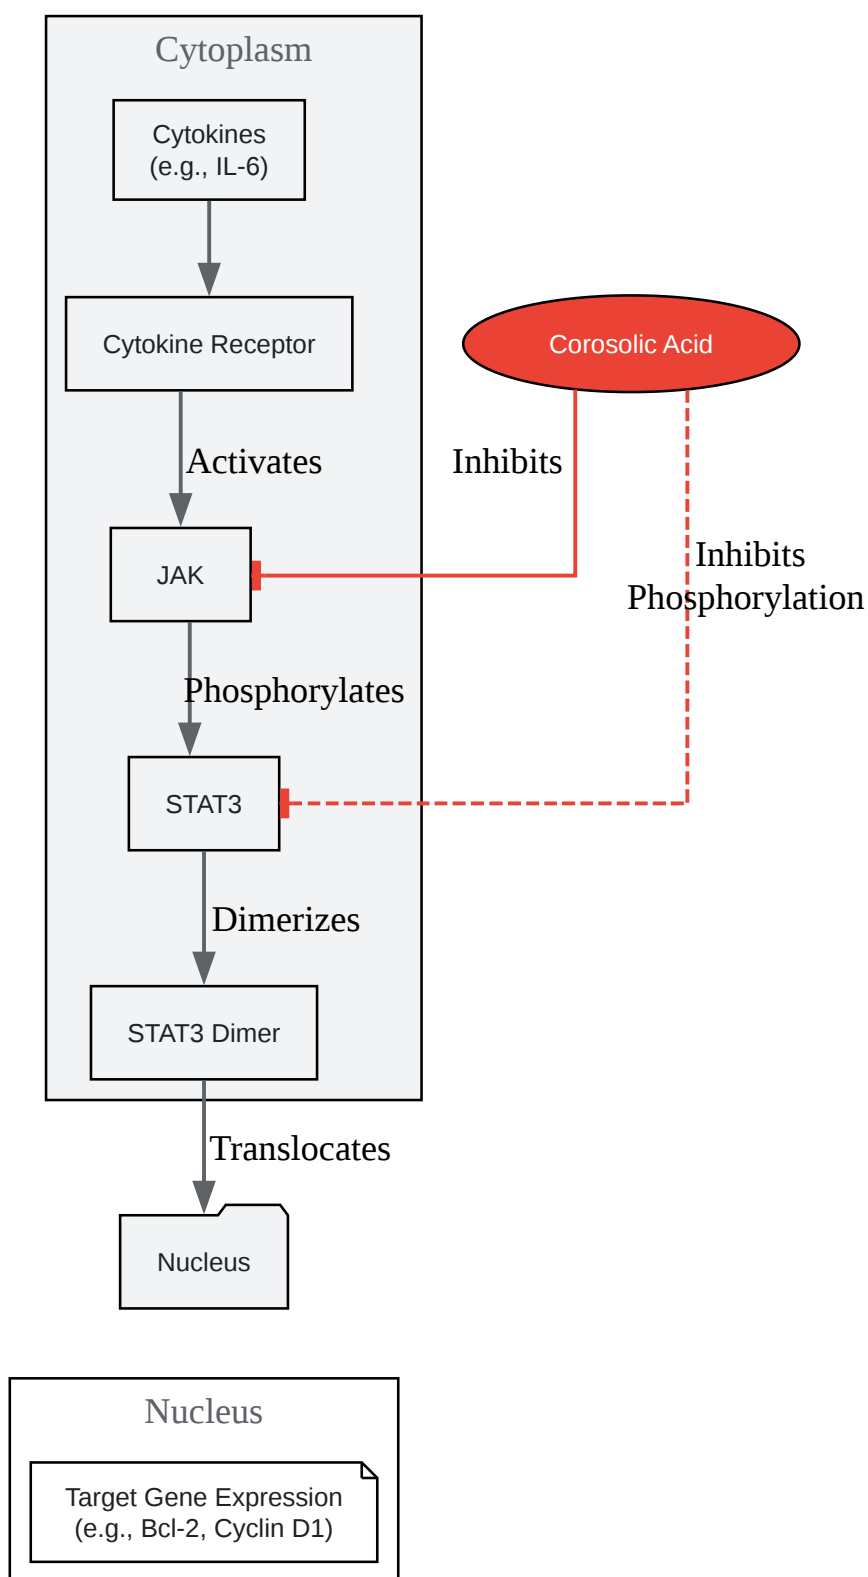 Cytoplasm
Cytokines
(e.g., IL-6)
Cytokine Receptor
Corosolic Acid
Activates
Inhibits
Inhibits
Phosphorylation
JAK
Phosphorylates
STAT3
Dimerizes
STAT3 Dimer
Translocates
Nucleus
Nucleus
Target Gene Expression
(e.g., Bcl-2, Cyclin D1)